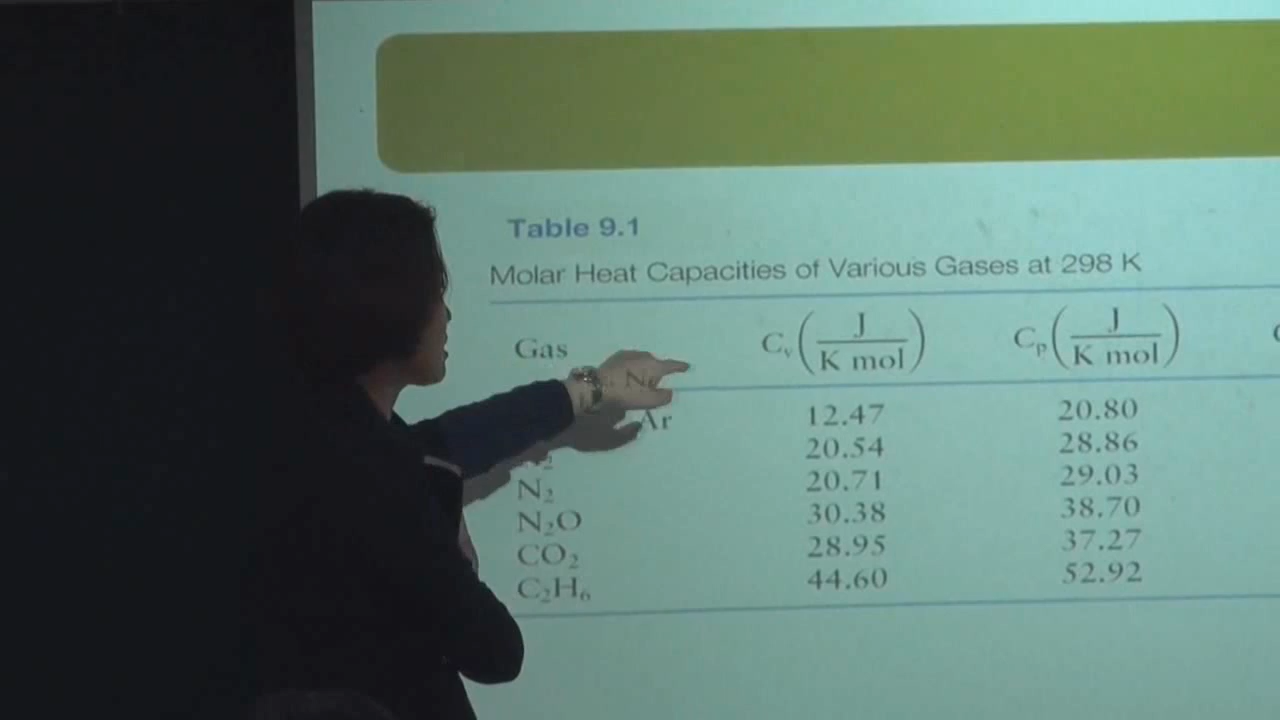 Table 9.1
Molar Heat Capacities of Various Gases at 298 K
Gas Cᵥ(J/K mol) Cₚ(J/K mol)
Ne
Ar 12.47 20.80
20.54 28.86
N₂ 20.71 29.03
N₂O 30.38 38.70
CO₂ 28.95 37.27
C₂H₆ 44.60 52.92